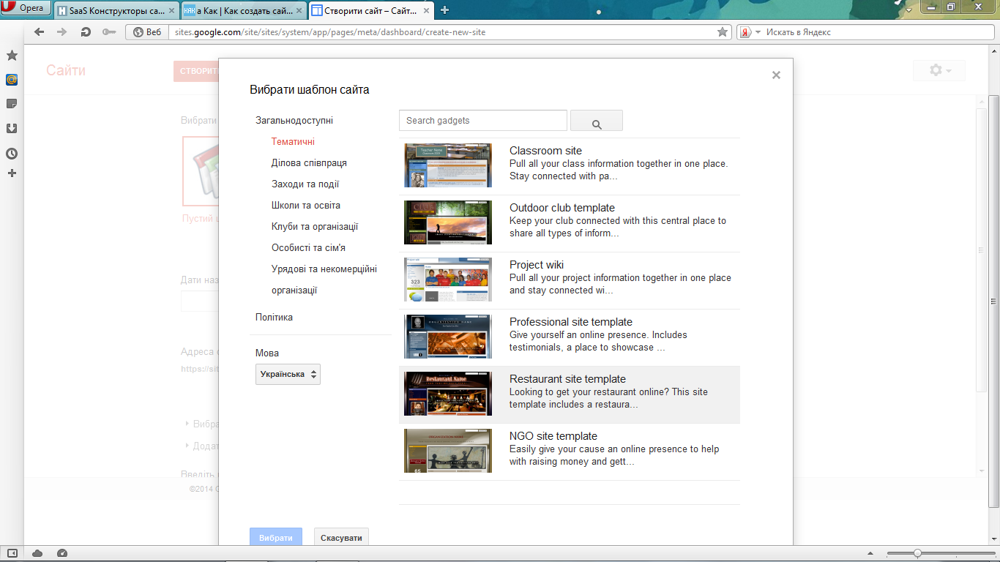 Opera
SaaS Конструкторы са...
а Как | Как создать сай...
Створити сайт – Сайт...
Веб
sites.google.com/site/sites/system/app/pages/meta/dashboard/create-new-site
Искать в Яндекс
Сайти
СТВОРИТИ
Вибрати шаблон сайта
Вибрати
Загальнодоступні
Search gadgets
Тематичні
Ділова співпраця
Заходи та події
Школи та освіта
Клуби та організації
Особисті та сім'я
Урядові та некомерційні
організації
Політика
Мова
Українська
Classroom site
Pull all your class information together in one place.
Stay connected with pa...
Outdoor club template
Keep your club connected with this central place to
share all types of inform...
Project wiki
Pull all your project information together in one place
and stay connected wi...
Professional site template
Give yourself an online presence. Includes
testimonials, a place to showcase ...
Restaurant site template
Looking to get your restaurant online? This site
template includes a restaura...
NGO site template
Easily give your cause an online presence to help
with raising money and gett...
Пустий ш
Дати наз
Адреса с
https://si
Вибра
Додат
Введіть
©2014 G
Вибрати
Скасувати